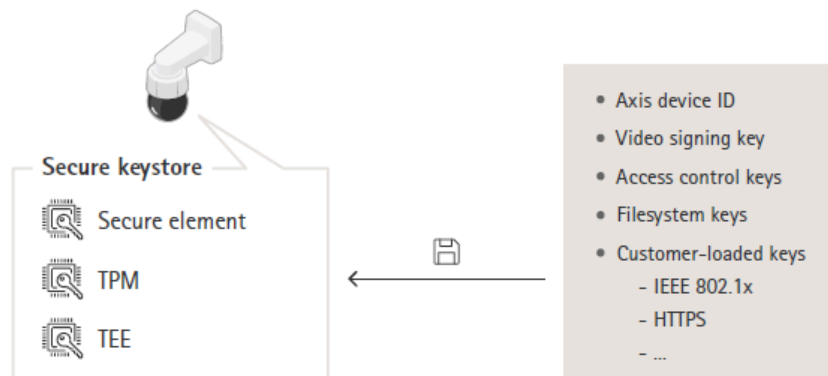 Secure keystore
Secure element
TPM
TEE
• Axis device ID
• Video signing key
• Access control keys
• Filesystem keys
• Customer-loaded keys
- IEEE 802.1x
- HTTPS
- ...